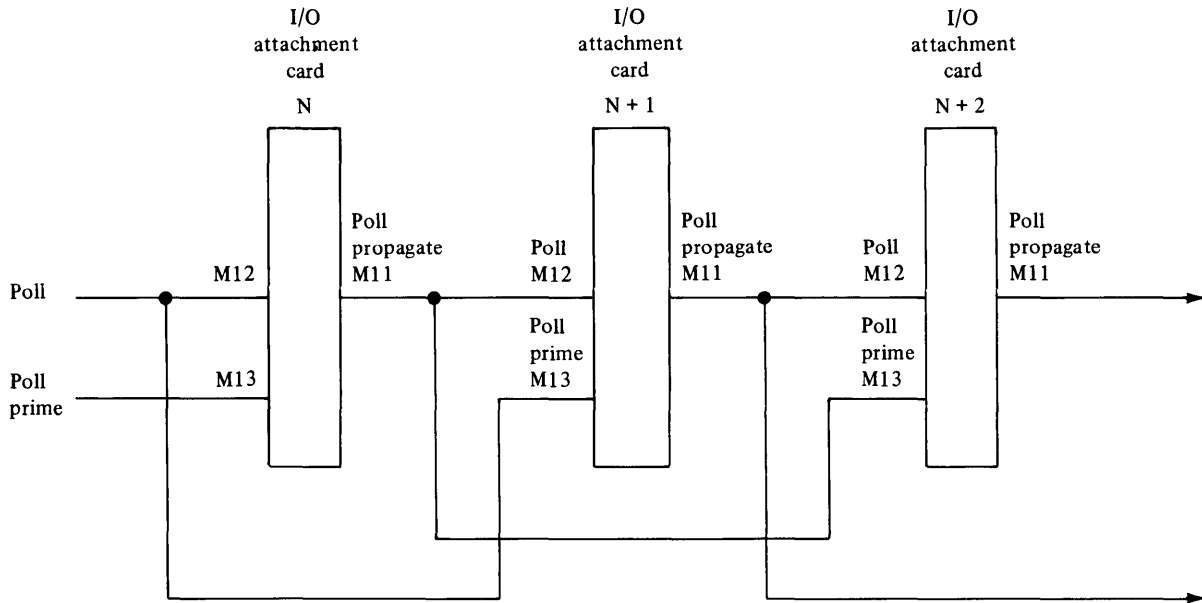 I/O
attachment
card
N
I/O
attachment
card
N + 1
I/O
attachment
card
N + 2
Poll
propagate
M11
Poll
propagate
M11
Poll
propagate
M11
Poll
M12
Poll
M12
M12
Poll
Poll
prime
M13
Poll
prime
M13
M13
Poll
prime